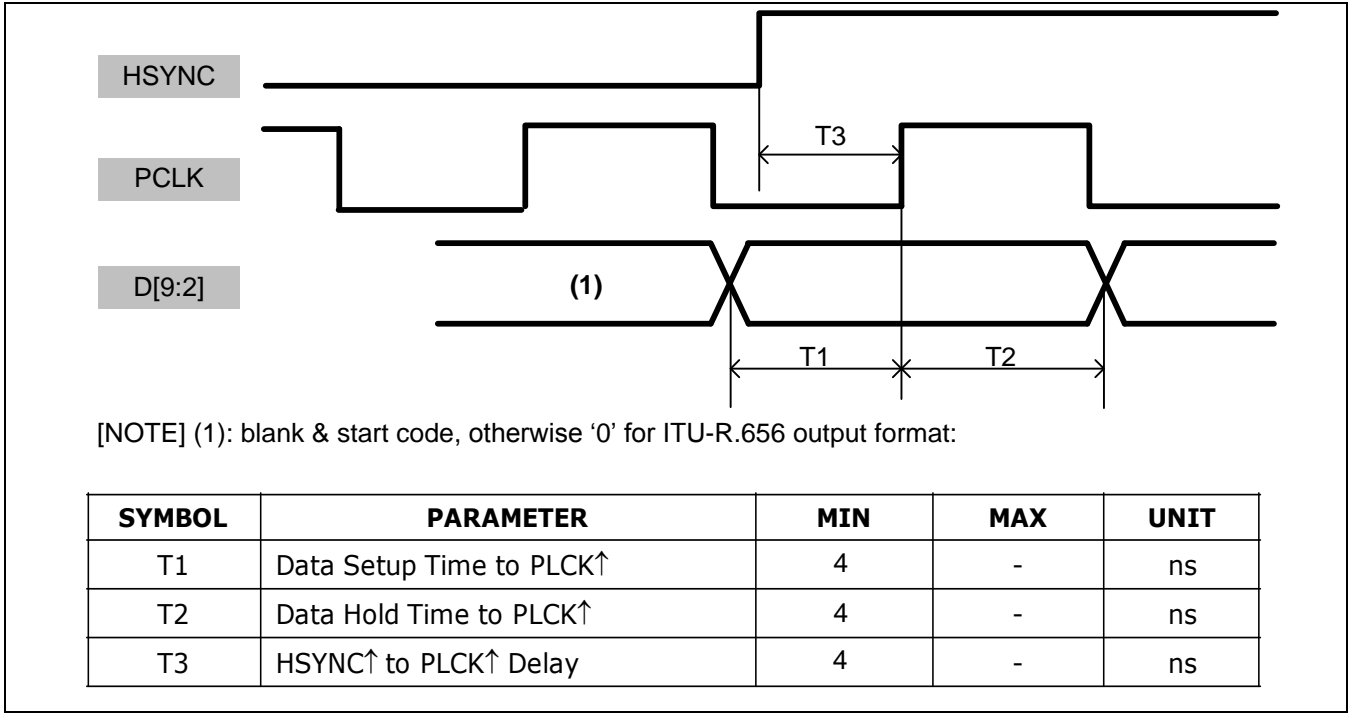 HSYNC
T3
PCLK
D[9:2]
(1)
T1
T2
[NOTE] (1): blank & start code, otherwise ‘0’ for ITU-R.656 output format:
SYMBOL PARAMETER MIN MAX UNIT
T1 Data Setup Time to PLCK↑ 4 - ns
T2 Data Hold Time to PLCK↑ 4 - ns
T3 HSYNC↑ to PLCK↑ Delay 4 - ns